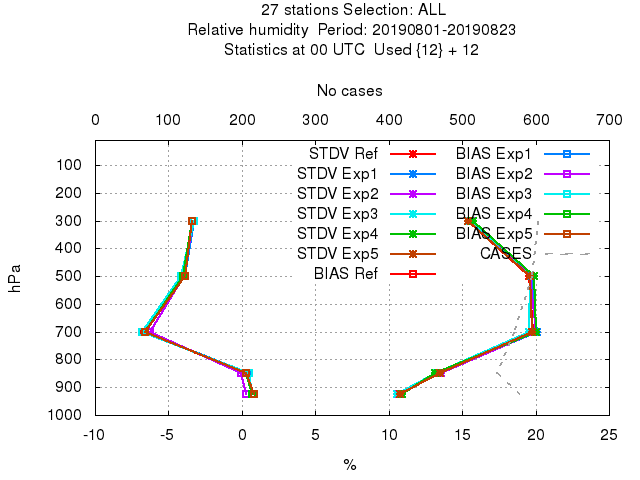 27 stations Selection: ALL
Relative humidity  Period: 20190801-20190823
Statistics at 00 UTC  Used {12} + 12
No cases
0 100 200 300 400 500 600 700
STDV Ref BIAS Exp1
STDV Exp1 BIAS Exp2
STDV Exp2 BIAS Exp3
STDV Exp3 BIAS Exp4
STDV Exp4 BIAS Exp5
STDV Exp5 CASES
BIAS Ref
hPa
100
200
300
400
500
600
700
800
900
1000
-10 -5 0 5 10 15 20 25
%